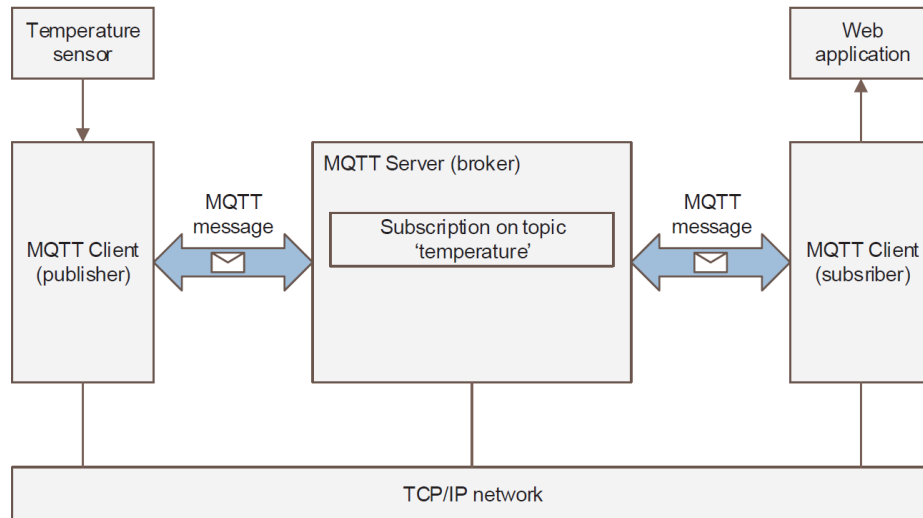 Temperature
sensor
Web
application
MQTT Server (broker)
MQTT
message
Subscription on topic
‘temperature’
MQTT
message
MQTT Client
(publisher)
MQTT Client
(subsriber)
TCP/IP network